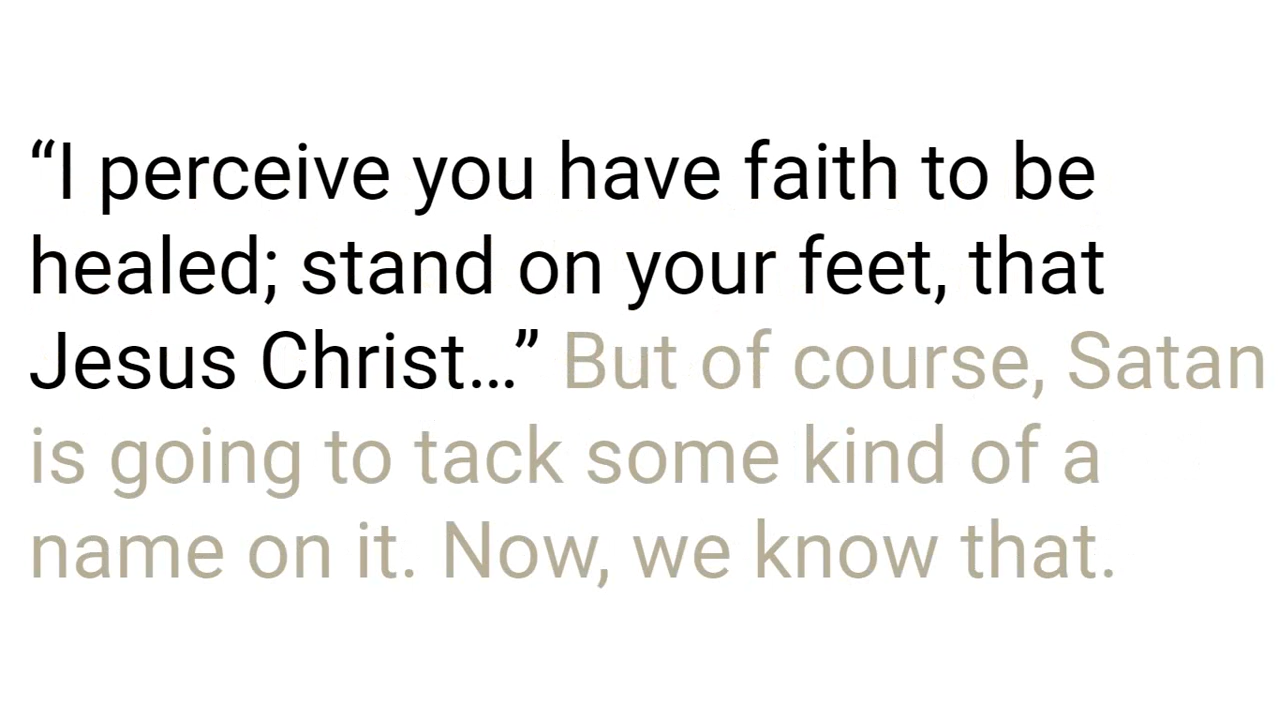 “I perceive you have faith to be
healed; stand on your feet, that
Jesus Christ…” But of course, Satan
is going to tack some kind of a
name on it. Now, we know that.